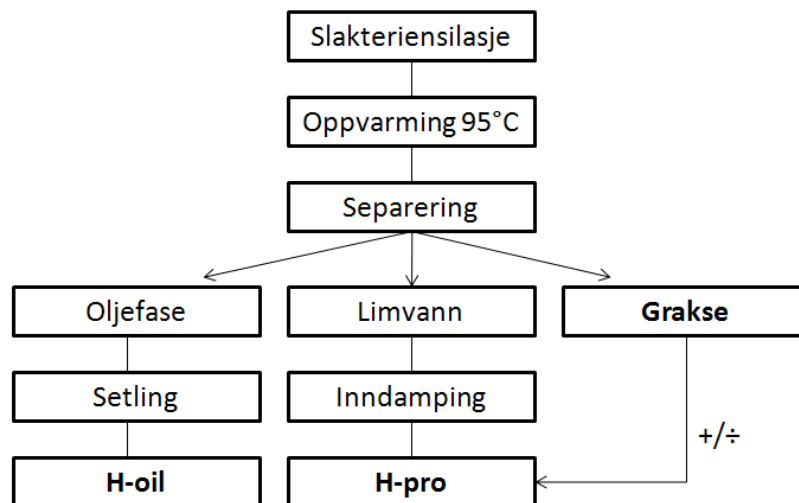 Slakteriensilasje
Oppvarming 95°C
Separering
Oljefase
Limvann
Grakse
Setling
Inndamping
+/÷
H-oil
H-pro